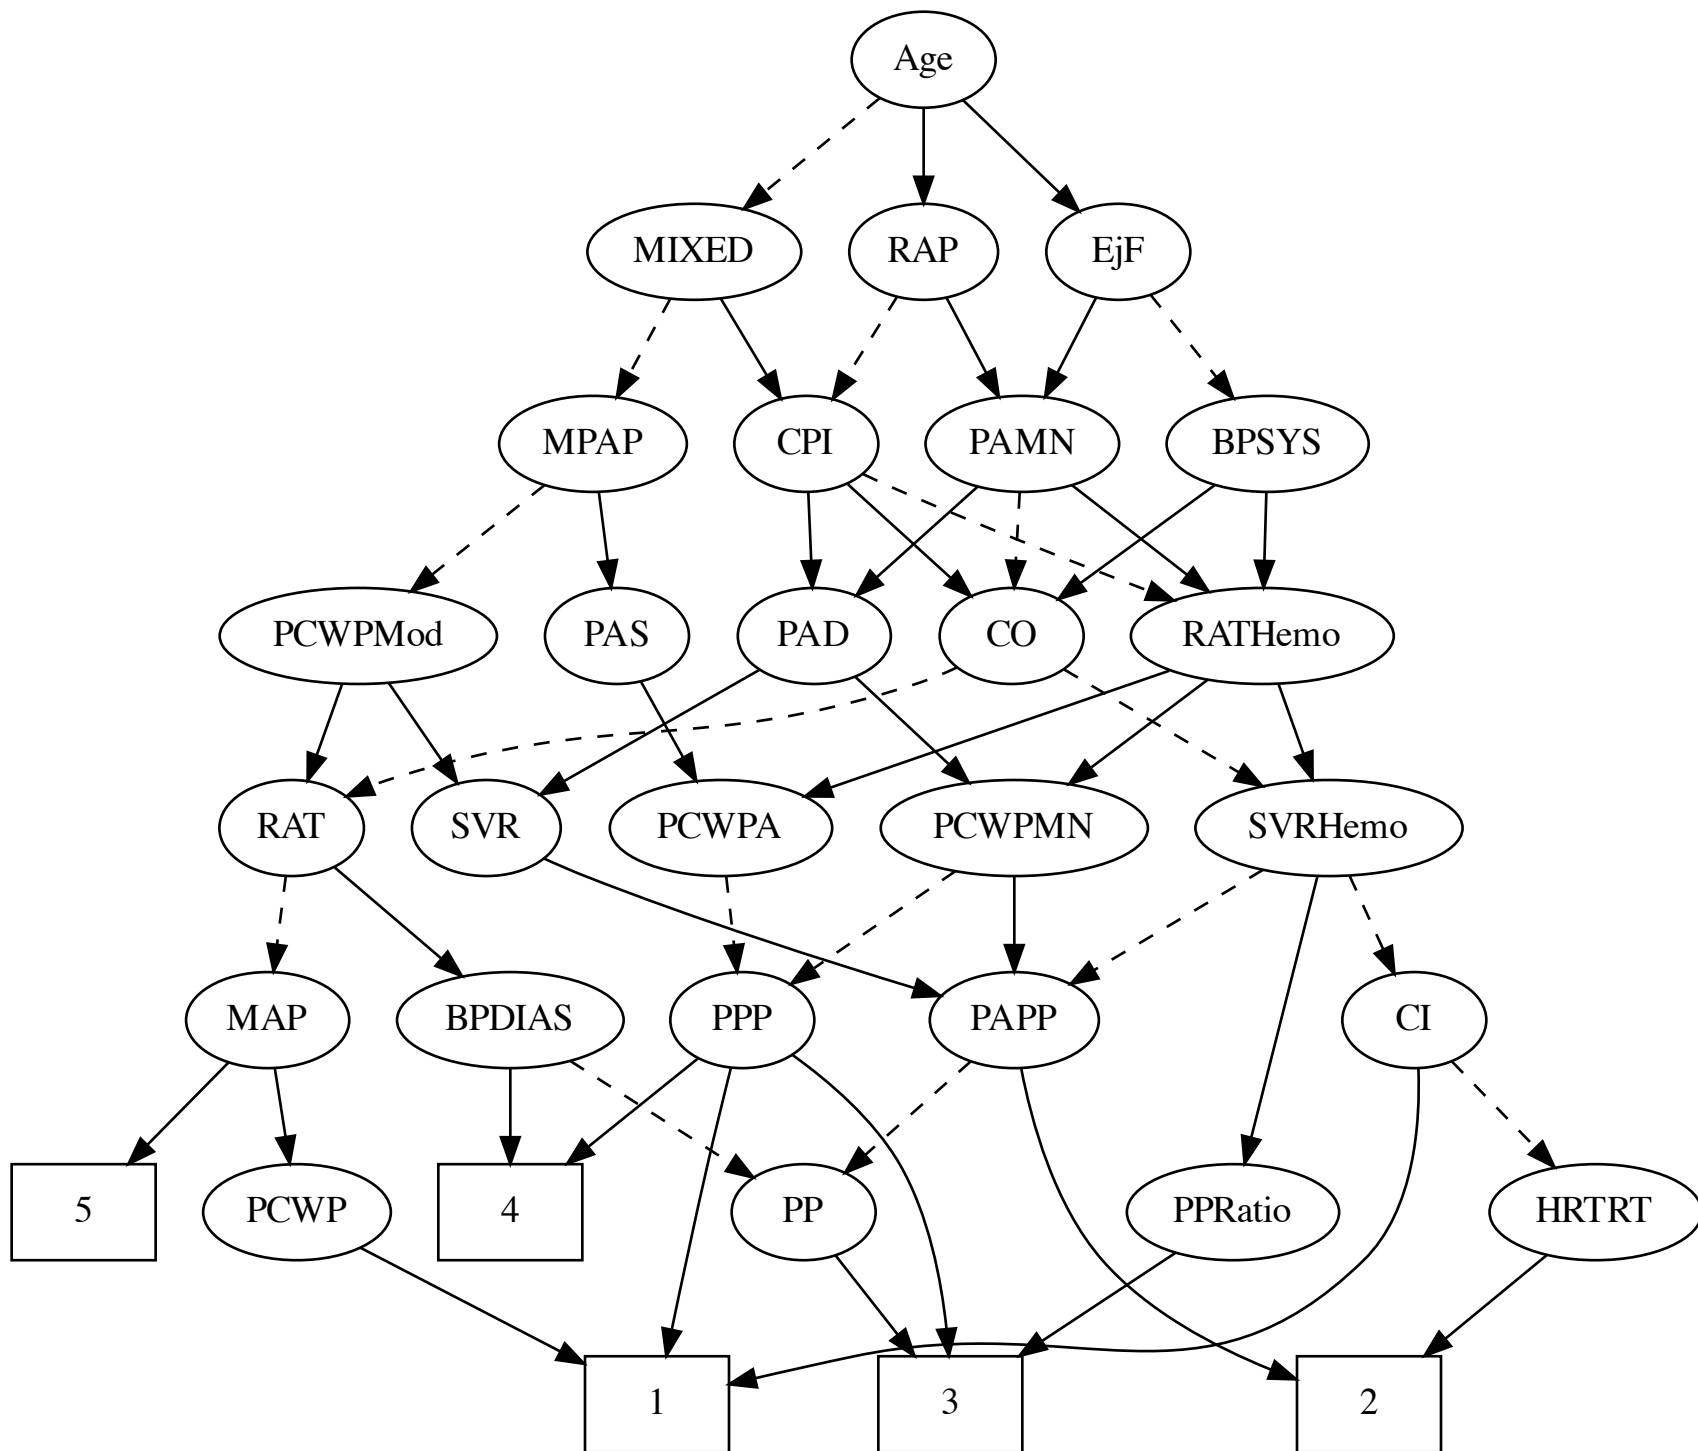 Age
MIXED
RAP
EjF
MPAP
CPI
PAMN
BPSYS
PCWPMod
PAS
PAD
CO
RATHemo
RAT
SVR
PCWPA
PCWPMN
SVRHemo
MAP
BPDIAS
PPP
PAPP
CI
5
PCWP
4
PP
PPRatio
HRTRT
1
3
2